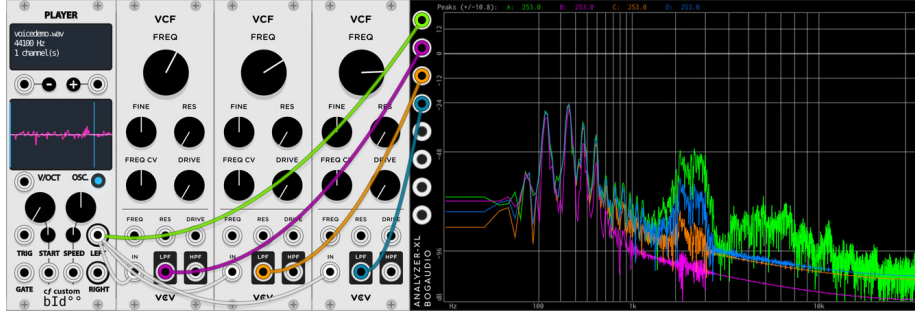 PLAYER
voicedemo.wav
44100 Hz
1 channel(s)
V/OCT OSC.
TRIG START SPEED LEFT
GATE RIGHT
cf custom
bId°°
VCF
FREQ
FINE RES
FREQ CV DRIVE
FREQ RES DRIVE
IN LPF HPF
VCV
VCF
FREQ
FINE RES
FREQ CV DRIVE
FREQ RES DRIVE
IN LPF HPF
VCV
VCF
FREQ
FINE RES
FREQ CV DRIVE
FREQ RES DRIVE
IN LPF HPF
VCV
ANALYZER-XL
BOGAUDIO
Peaks (+/-10.8): A: 253.0 B: 253.0 C: 253.0 D: 253.0
12
0
-12
-24
-48
-96
dB
Hz 100 1k 10k